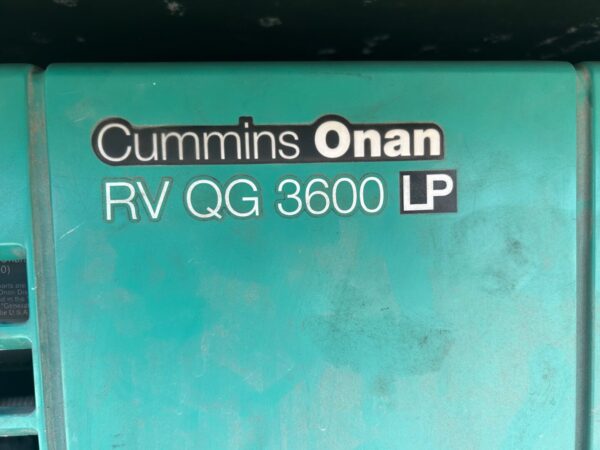 Cummins Onan
RV QG 3600 LP